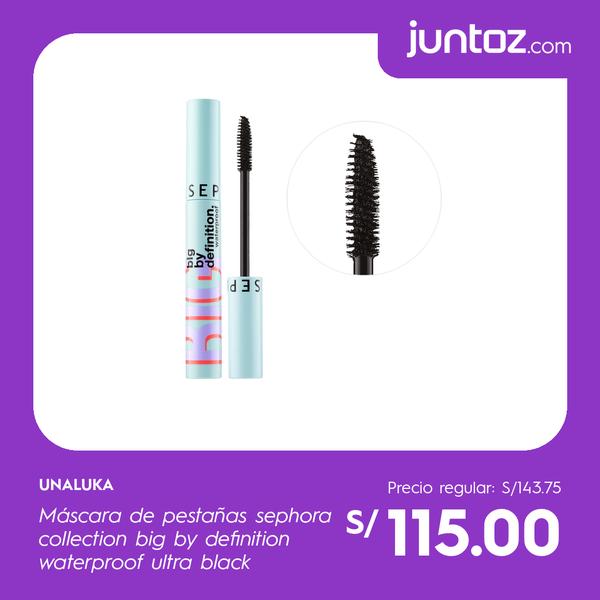 juntoz.com
SEP
big
by
definition.
waterproof
BIG
SEP
UNALUKA
Máscara de pestañas sephora
collection big by definition
waterproof ultra black
Precio regular: S/143.75
S/115.00